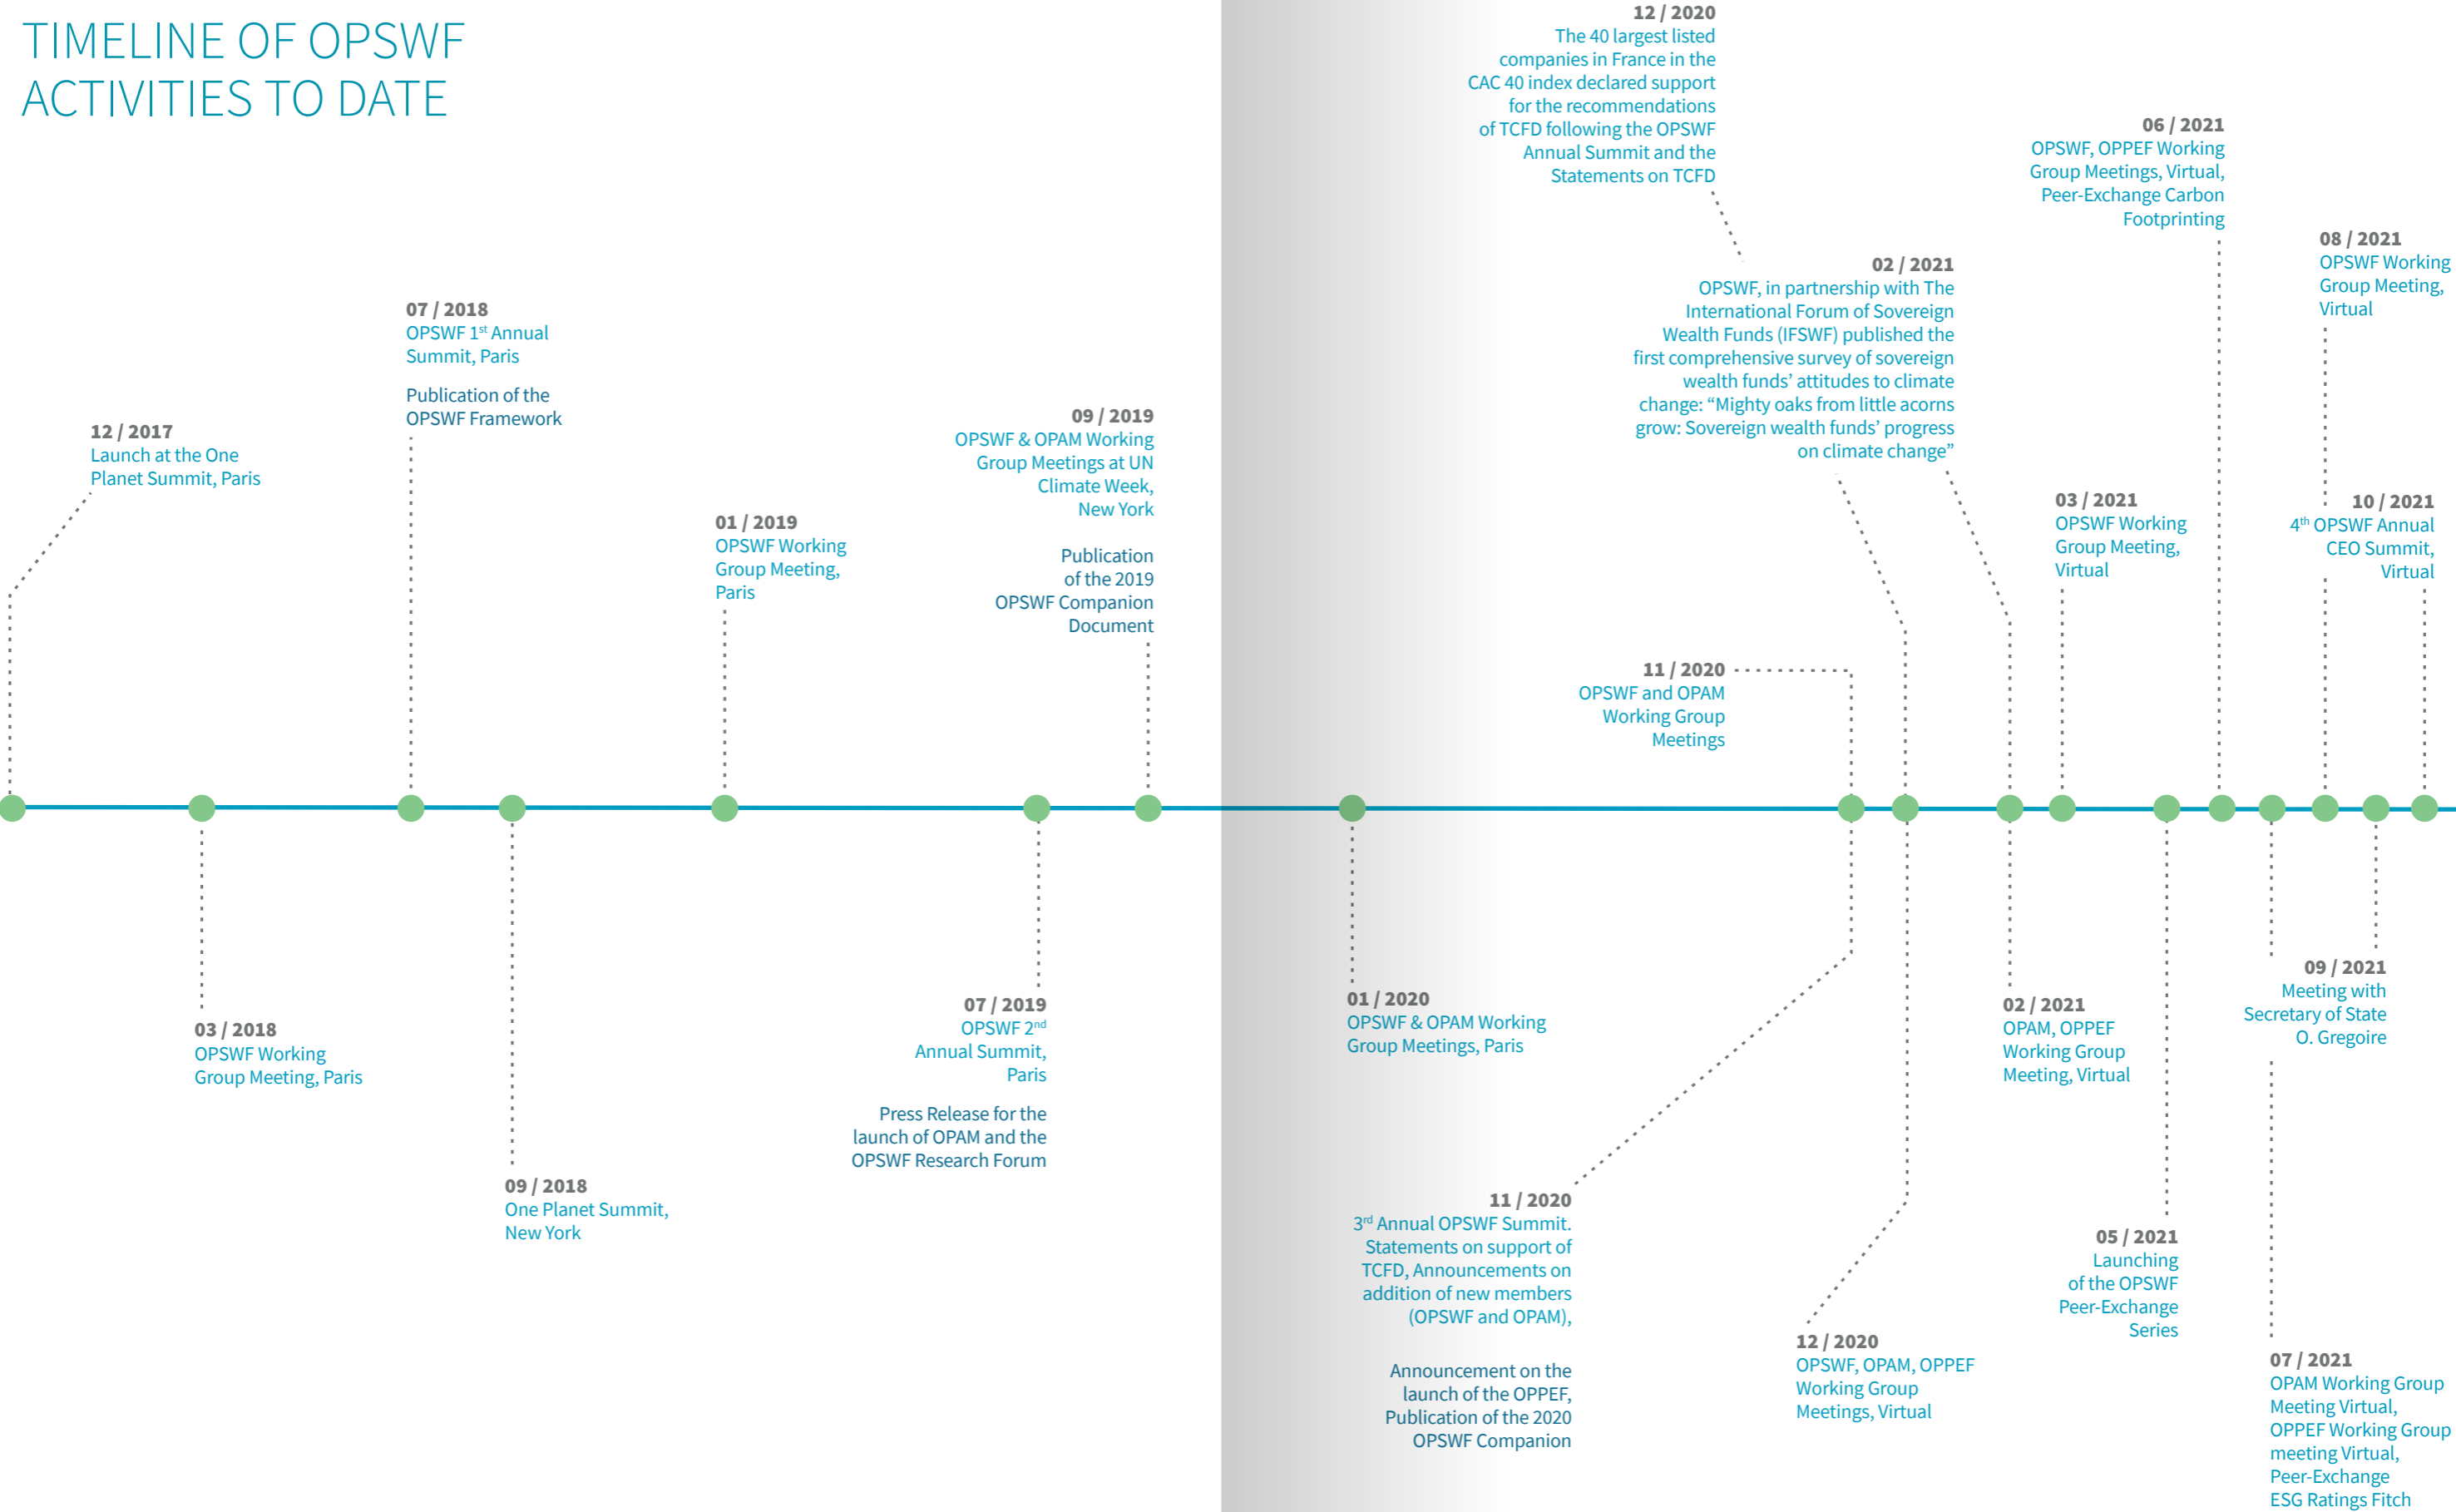 TIMELINE OF OPSWF
ACTIVITIES TO DATE
12 / 2017
Launch at the One
Planet Summit, Paris
03 / 2018
OPSWF Working
Group Meeting, Paris
07 / 2018
OPSWF 1st Annual
Summit, Paris
Publication of the
OPSWF Framework
09 / 2018
One Planet Summit,
New York
01 / 2019
OPSWF Working
Group Meeting,
Paris
07 / 2019
OPSWF 2nd
Annual Summit,
Paris
Press Release for the
launch of OPAM and the
OPSWF Research Forum
09 / 2019
OPSWF & OPAM Working
Group Meetings at UN
Climate Week,
New York
Publication
of the 2019
OPSWF Companion
Document
01 / 2020
OPSWF & OPAM Working
Group Meetings, Paris
11 / 2020
OPSWF and OPAM
Working Group
Meetings
11 / 2020
3rd Annual OPSWF Summit.
Statements on support of
TCFD, Announcements on
addition of new members
(OPSWF and OPAM),
Announcement on the
launch of the OPPEF,
Publication of the 2020
OPSWF Companion
12 / 2020
The 40 largest listed
companies in France in the
CAC 40 index declared support
for the recommendations
of TCFD following the OPSWF
Annual Summit and the
Statements on TCFD
12 / 2020
OPSWF, OPAM, OPPEF
Working Group
Meetings, Virtual
02 / 2021
OPSWF, in partnership with The
International Forum of Sovereign
Wealth Funds (IFSWF) published the
first comprehensive survey of sovereign
wealth funds’ attitudes to climate
change: “Mighty oaks from little acorns
grow: Sovereign wealth funds’ progress
on climate change”
02 / 2021
OPAM, OPPEF
Working Group
Meeting, Virtual
03 / 2021
OPSWF Working
Group Meeting,
Virtual
05 / 2021
Launching
of the OPSWF
Peer-Exchange
Series
06 / 2021
OPSWF, OPPEF Working
Group Meetings, Virtual,
Peer-Exchange Carbon
Footprinting
07 / 2021
OPAM Working Group
Meeting Virtual,
OPPEF Working Group
meeting Virtual,
Peer-Exchange
ESG Ratings Fitch
08 / 2021
OPSWF Working
Group Meeting,
Virtual
09 / 2021
Meeting with
Secretary of State
O. Gregoire
10 / 2021
4th OPSWF Annual
CEO Summit,
Virtual